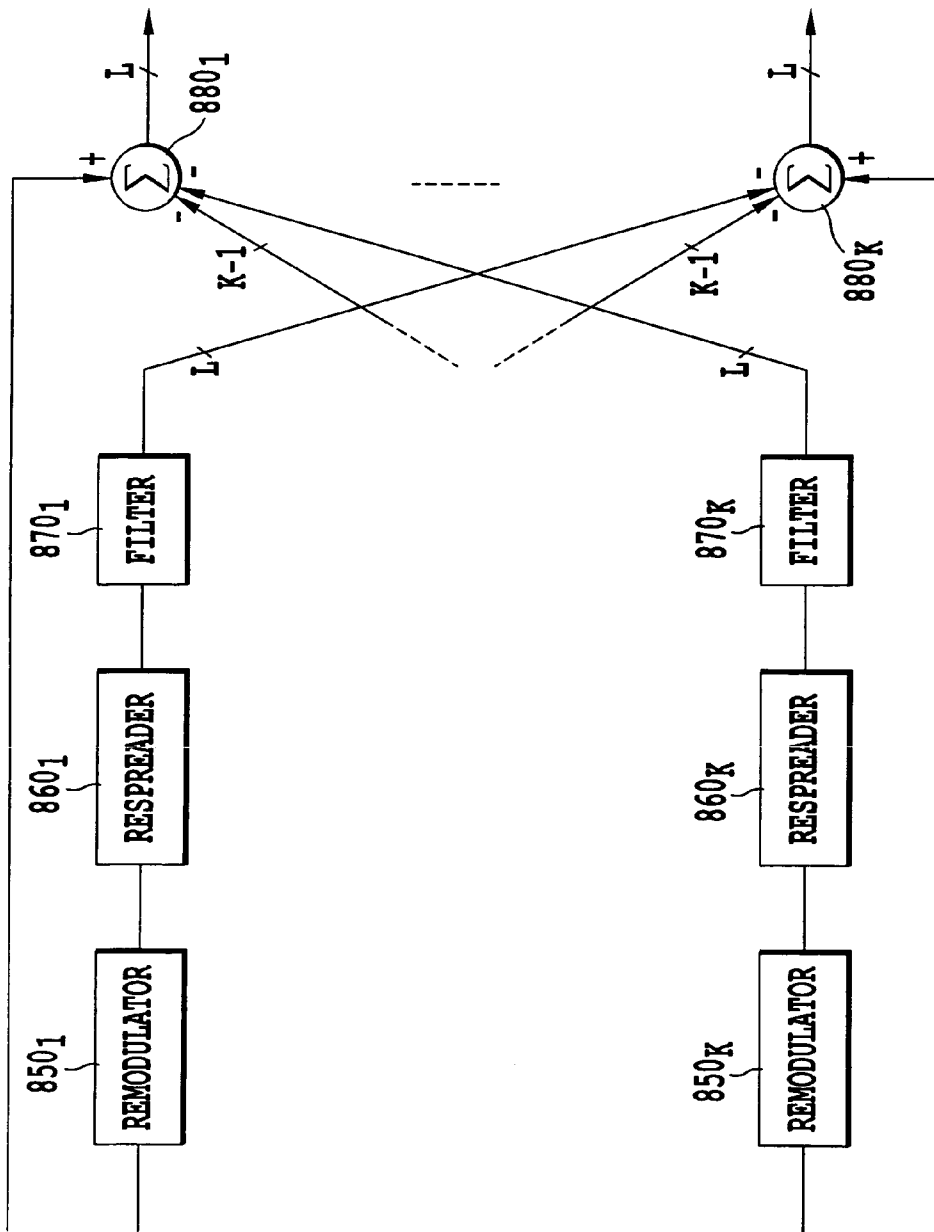 850₁
REMODULATOR
860₁
RESPREADER
870₁
FILTER
L
K-1
-
-
+
Σ
880₁
L
850K
REMODULATOR
860K
RESPREADER
870K
FILTER
L
K-1
-
-
+
Σ
880K
L